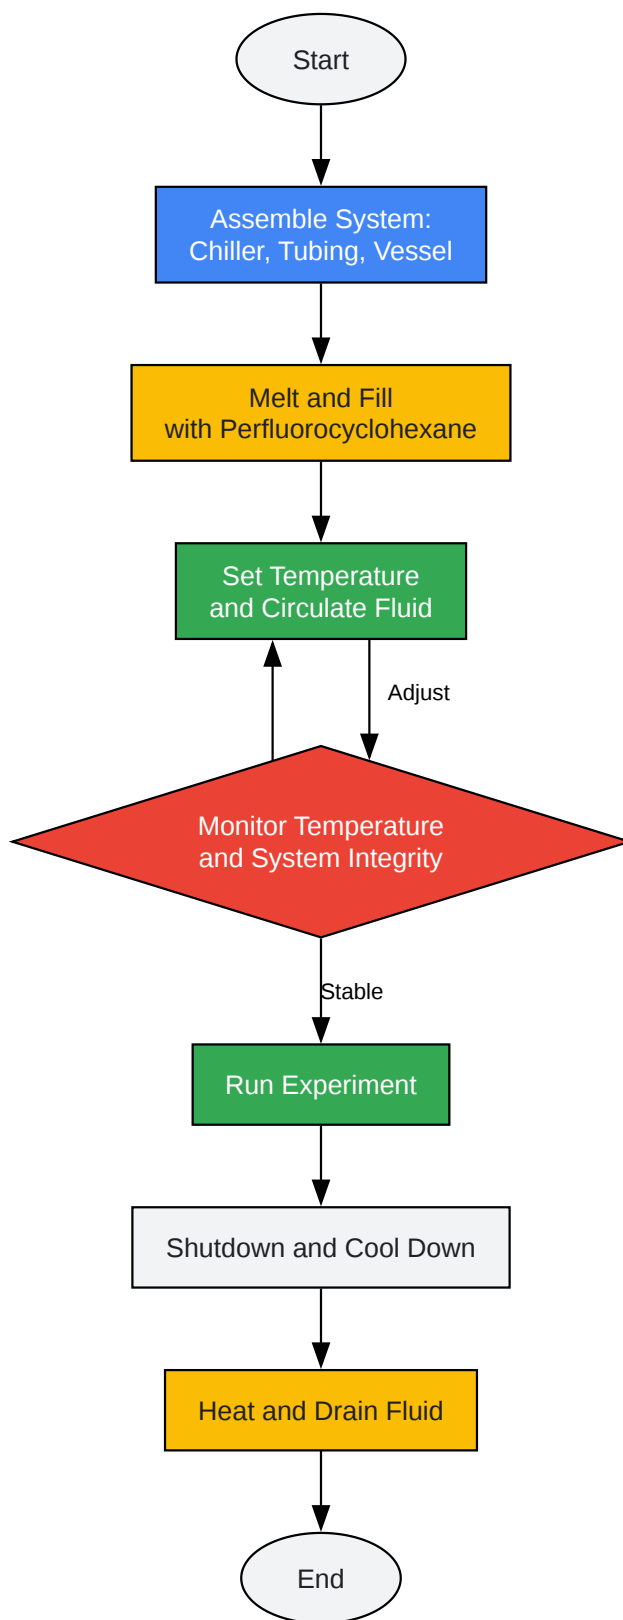 Start
Assemble System:
Chiller, Tubing, Vessel
Melt and Fill
with Perfluorocyclohexane
Set Temperature
and Circulate Fluid
Adjust
Monitor Temperature
and System Integrity
Stable
Run Experiment
Shutdown and Cool Down
Heat and Drain Fluid
End